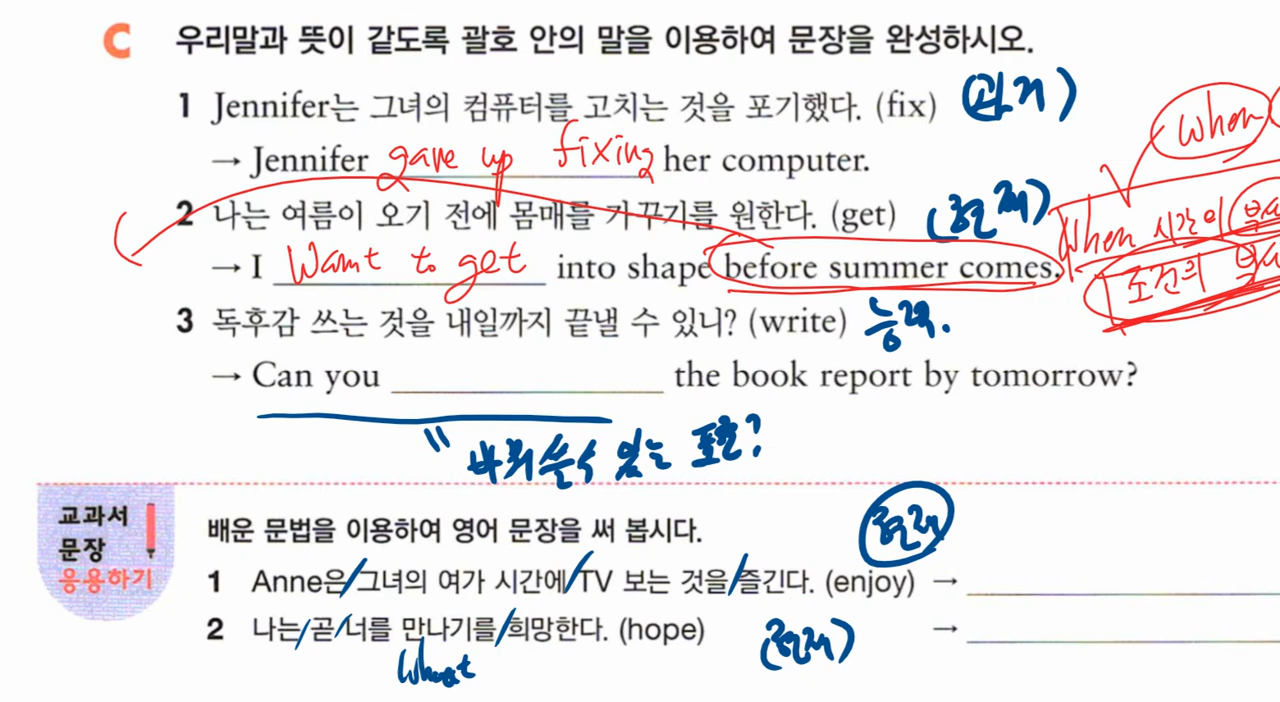 C 우리말과 뜻이 같도록 괄호 안의 말을 이용하여 문장을 완성하시오.
1 Jennifer는 그녀의 컴퓨터를 고치는 것을 포기했다. (fix) (과거)
→ Jennifer gave up fixing her computer.
when
2 나는 여름이 오기 전에 몸매를 가꾸기를 원한다. (get) (현재)
When 시간의 부사
→ I want to get into shape before summer comes.
조건의 부사
3 독후감 쓰는 것을 내일까지 끝낼 수 있니? (write) 능력.
→ Can you the book report by tomorrow?
" 바꿔쓸 수 있는 표현?
교과서
문장
응용하기
배운 문법을 이용하여 영어 문장을 써 봅시다. 현재
1 Anne은/그녀의 여가 시간에/TV 보는 것을/즐긴다. (enjoy) →
2 나는/곧/너를 만나기를/희망한다. (hope) (현재) →
what